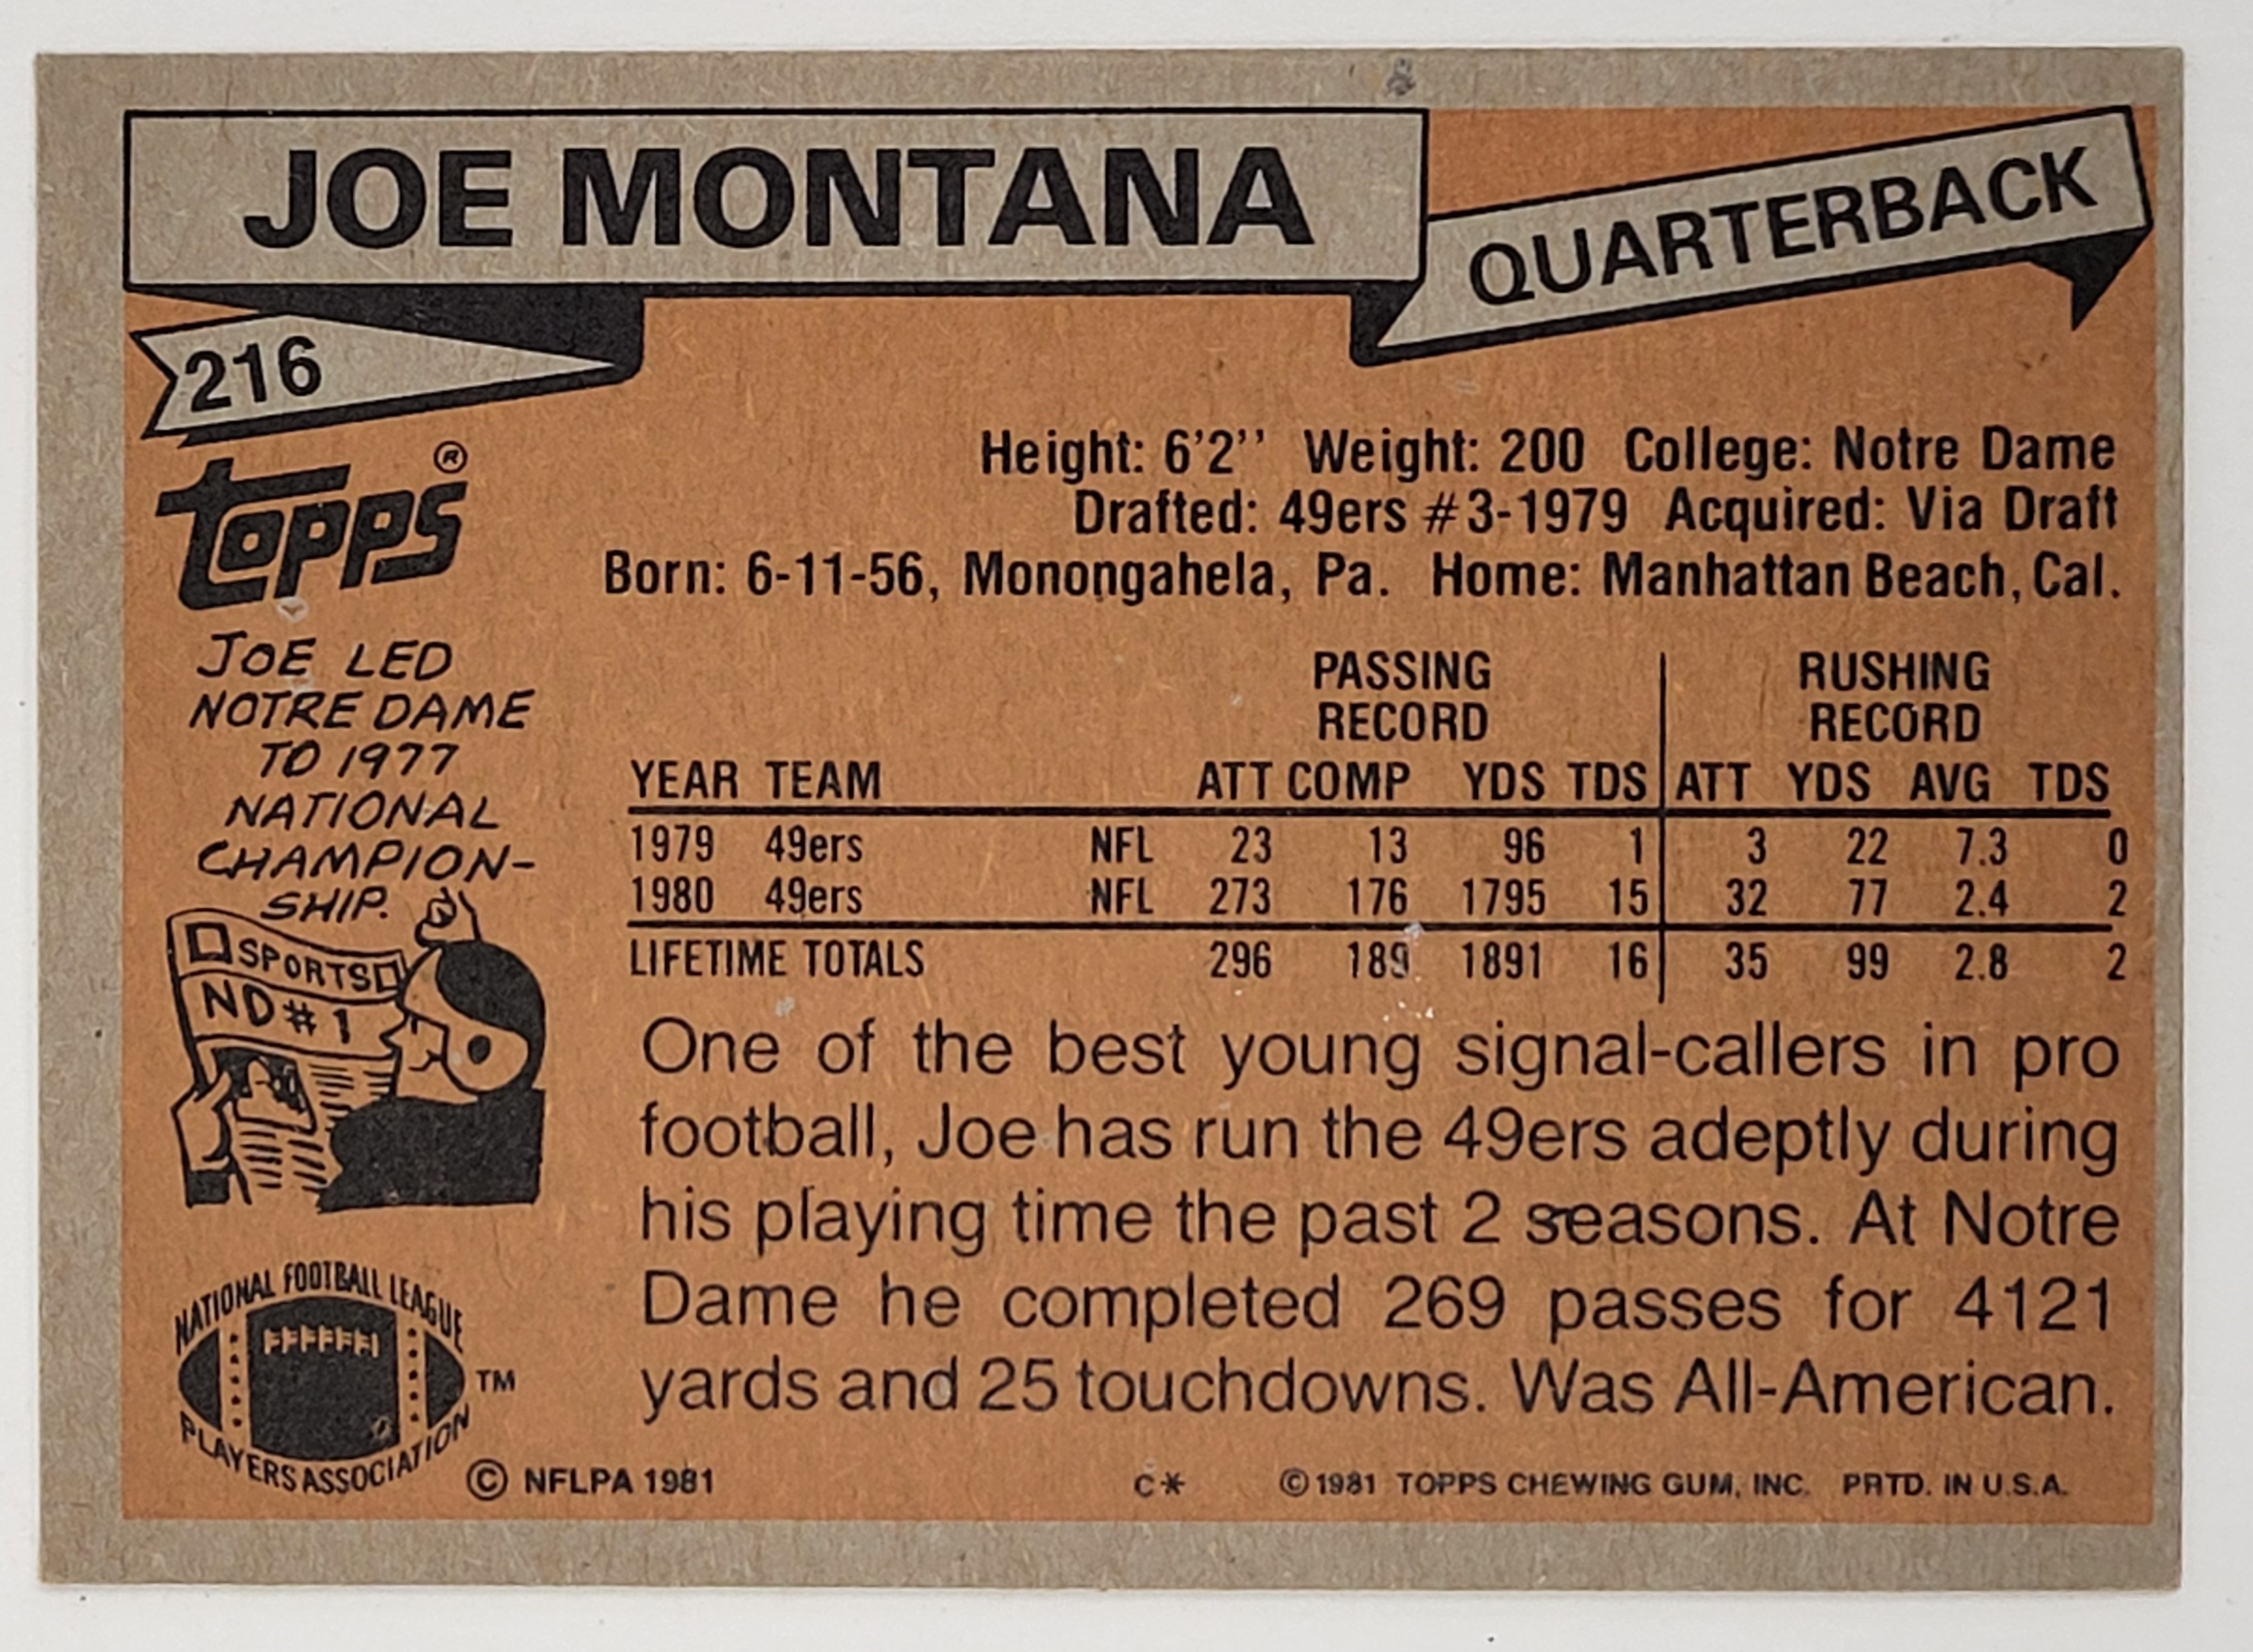 JOE MONTANA
QUARTERBACK
216
Topps®
Height: 6'2'' Weight: 200 College: Notre Dame
Drafted: 49ers #3-1979 Acquired: Via Draft
Born: 6-11-56, Monongahela, Pa. Home: Manhattan Beach, Cal.
JOE LED
NOTRE DAME
TO 1977
NATIONAL
CHAMPION-
SHIP.
SPORTS
ND #1
PASSING RUSHING
RECORD RECORD
YEAR TEAM ATT COMP YDS TDS ATT YDS AVG TDS
1979 49ers NFL 23 13 96 1 3 22 7.3 0
1980 49ers NFL 273 176 1795 15 32 77 2.4 2
LIFETIME TOTALS 296 189 1891 16 35 99 2.8 2
One of the best young signal-callers in pro
football, Joe has run the 49ers adeptly during
his playing time the past 2 seasons. At Notre
Dame he completed 269 passes for 4121
yards and 25 touchdowns. Was All-American.
NATIONAL FOOTBALL LEAGUE
PLAYERS ASSOCIATION
TM
© NFLPA 1981
C*
© 1981 TOPPS CHEWING GUM, INC. PRTD. IN U.S.A.